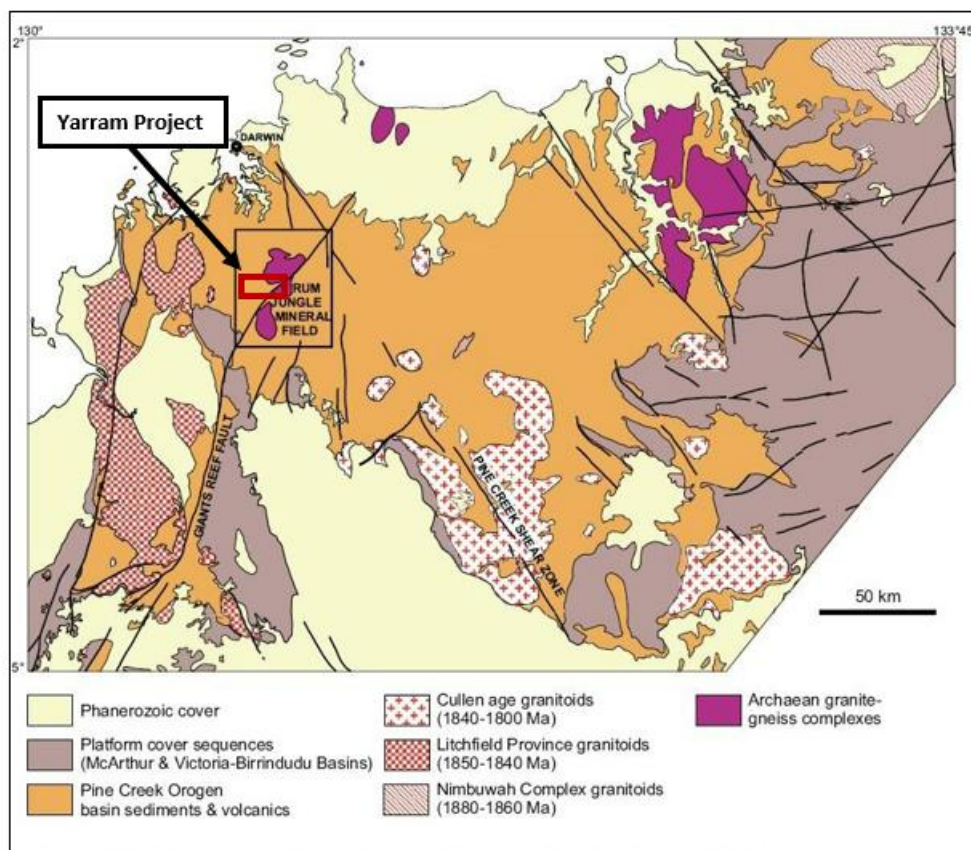 130°
133°45
2°
Yarram Project
DARWIN
RUM
JUNGLE
MINERAL
FIELD
GIANTS REEF FAULT
PINE CREEK SHEAR ZONE
50 km
5°
Phanerozoic cover
Platform cover sequences
(McArthur & Victoria-Birrindudu Basins)
Pine Creek Orogen
basin sediments & volcanics
Cullen age granitoids
(1840-1800 Ma)
Litchfield Province granitoids
(1850-1840 Ma)
Nimbuwah Complex granitoids
(1880-1860 Ma)
Archaean granite-
gneiss complexes